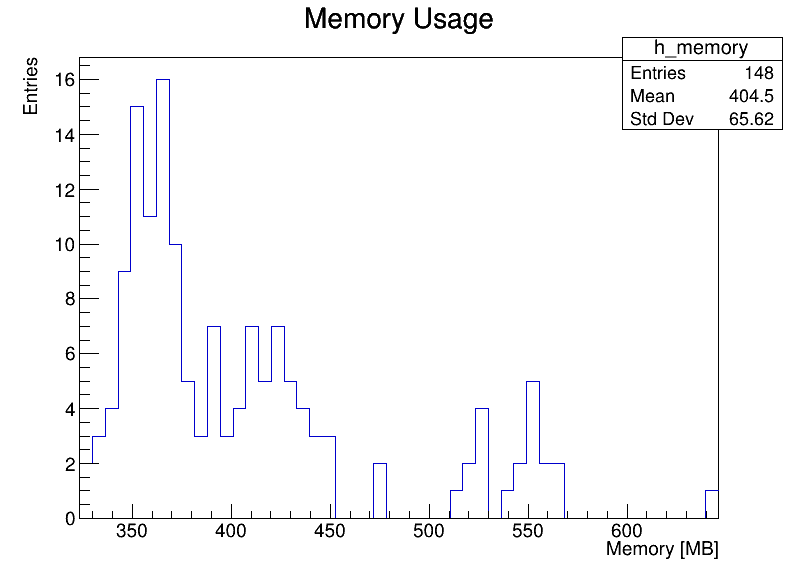 Memory Usage
h_memory
Entries 148
Mean 404.5
Std Dev 65.62
Entries
16
14
12
10
8
6
4
2
0
350 400 450 500 550 600
Memory [MB]